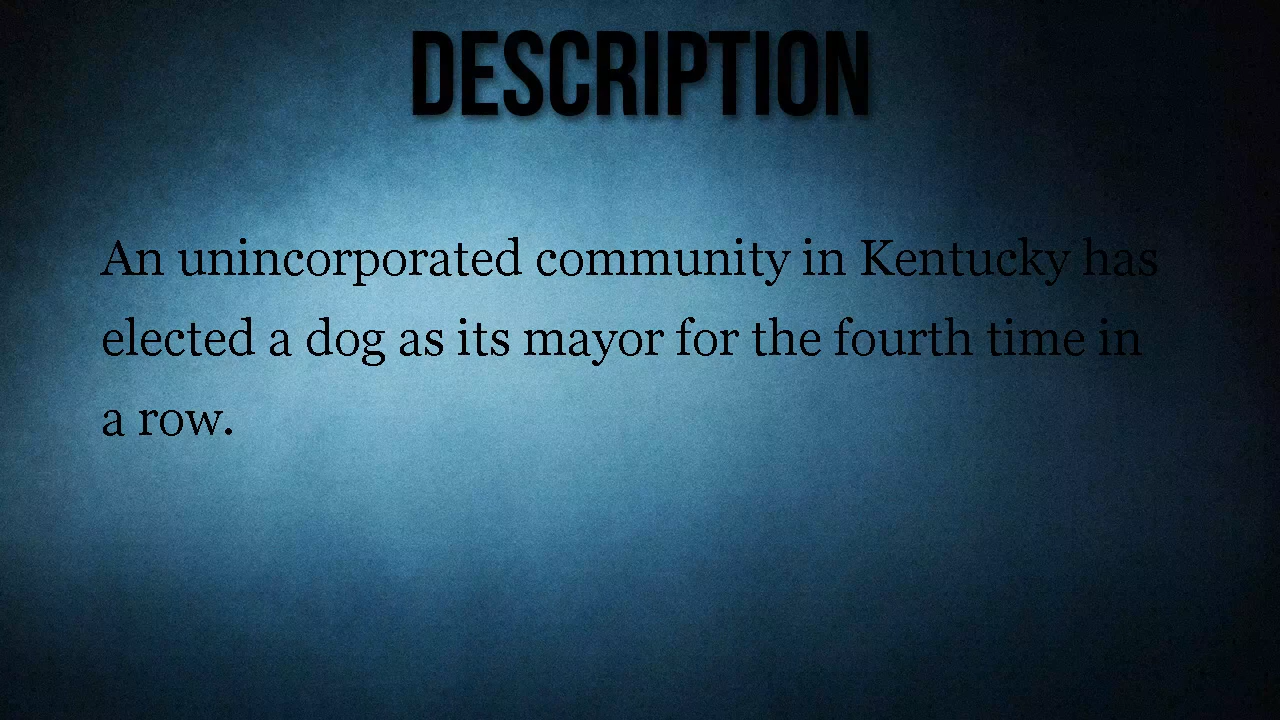 DESCRIPTION
An unincorporated community in Kentucky has
elected a dog as its mayor for the fourth time in
a row.